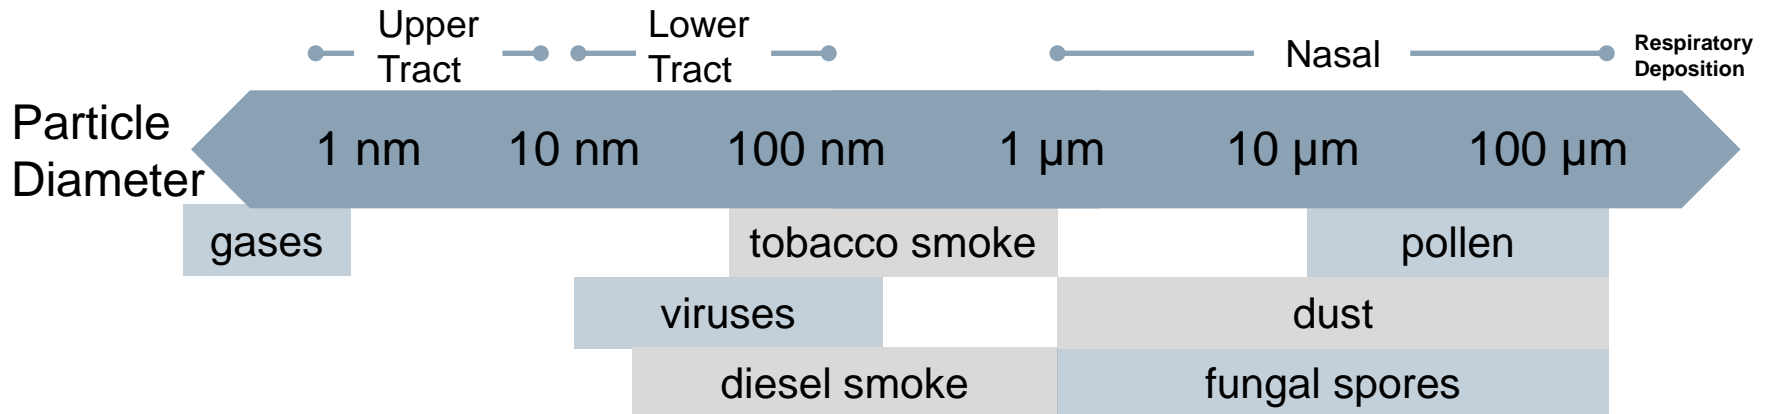 Upper
Tract
Lower
Tract
Nasal
Respiratory
Deposition
Particle
Diameter
1 nm 10 nm 100 nm 1 µm 10 µm 100 µm
gases tobacco smoke pollen
viruses dust
diesel smoke fungal spores